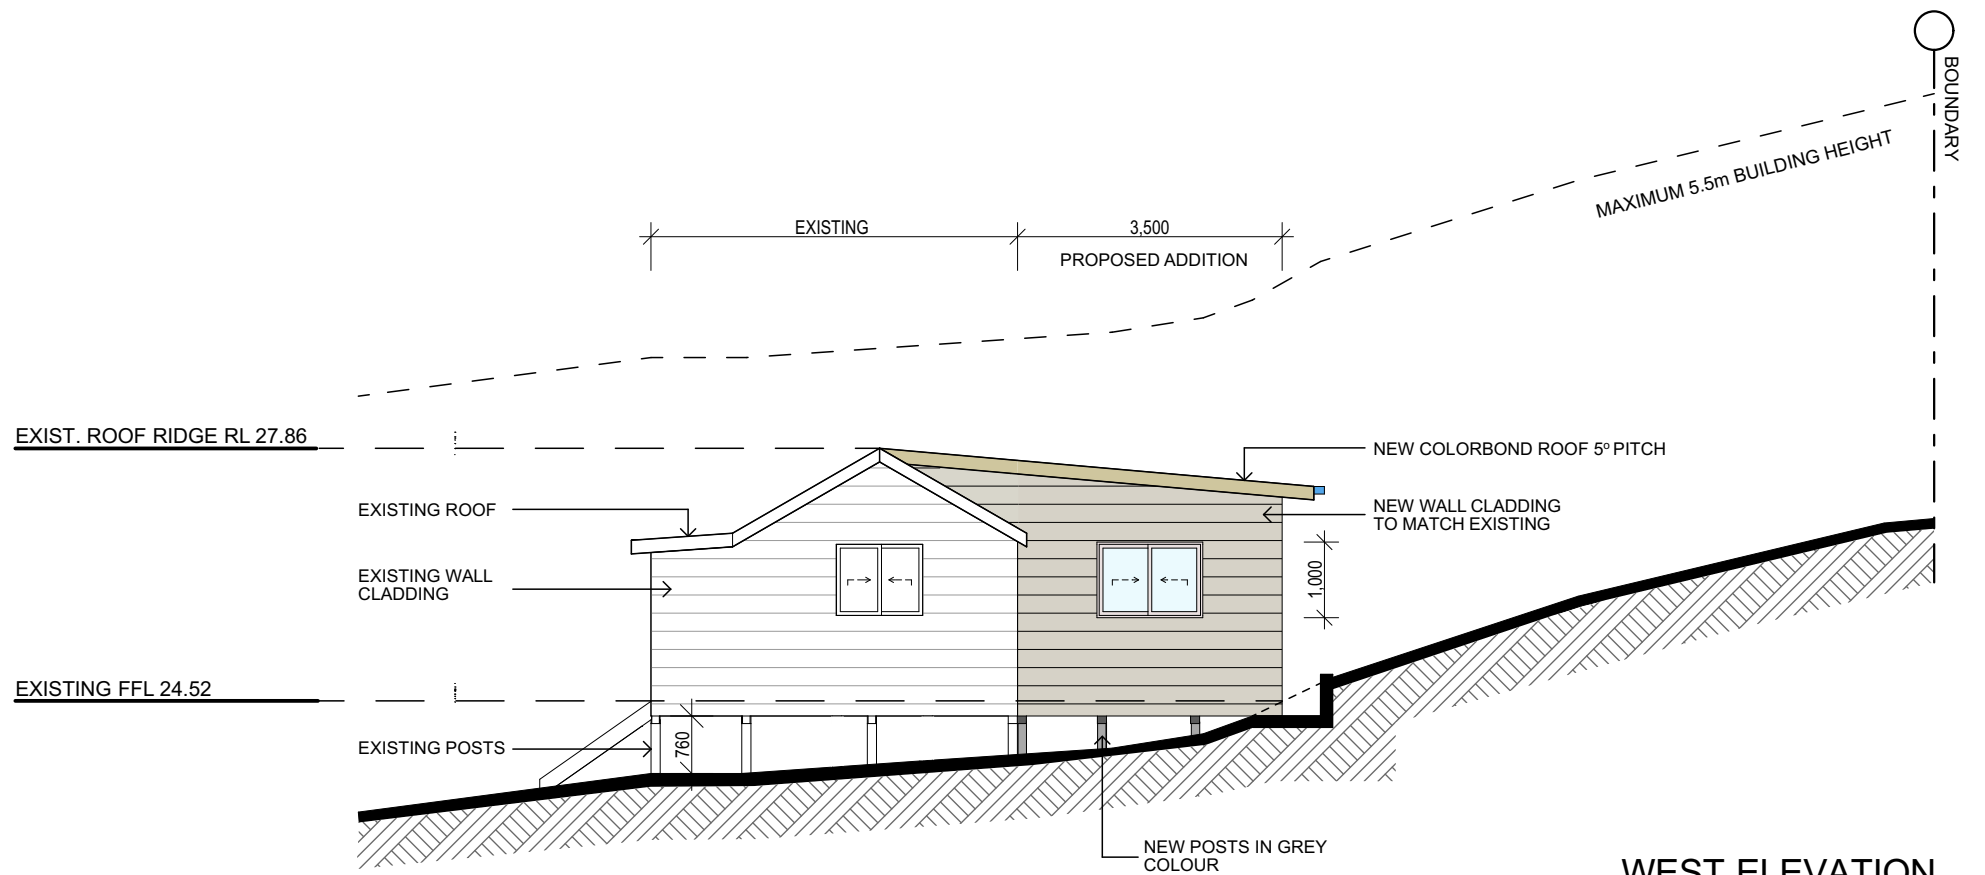 BOUNDARY
MAXIMUM 5.5m BUILDING HEIGHT
EXISTING
3,500
PROPOSED ADDITION
EXIST. ROOF RIDGE RL 27.86
NEW COLORBOND ROOF 5º PITCH
EXISTING ROOF
NEW WALL CLADDING
TO MATCH EXISTING
EXISTING WALL
CLADDING
1,000
EXISTING FFL 24.52
EXISTING POSTS
760
NEW POSTS IN GREY
COLOUR
WEST ELEVATION